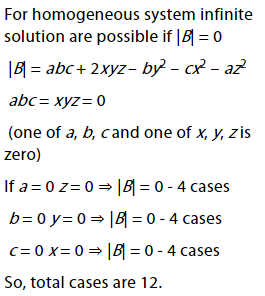 For homogeneous system infinite
solution are possible if |B| = 0
|B| = abc + 2xyz – by² – cx² – az²
abc = xyz = 0
(one of a, b, c and one of x, y, z is
zero)
If a = 0 z = 0 ⇒ |B| = 0 - 4 cases
b = 0 y = 0 ⇒ |B| = 0 - 4 cases
c = 0 x = 0 ⇒ |B| = 0 - 4 cases
So, total cases are 12.